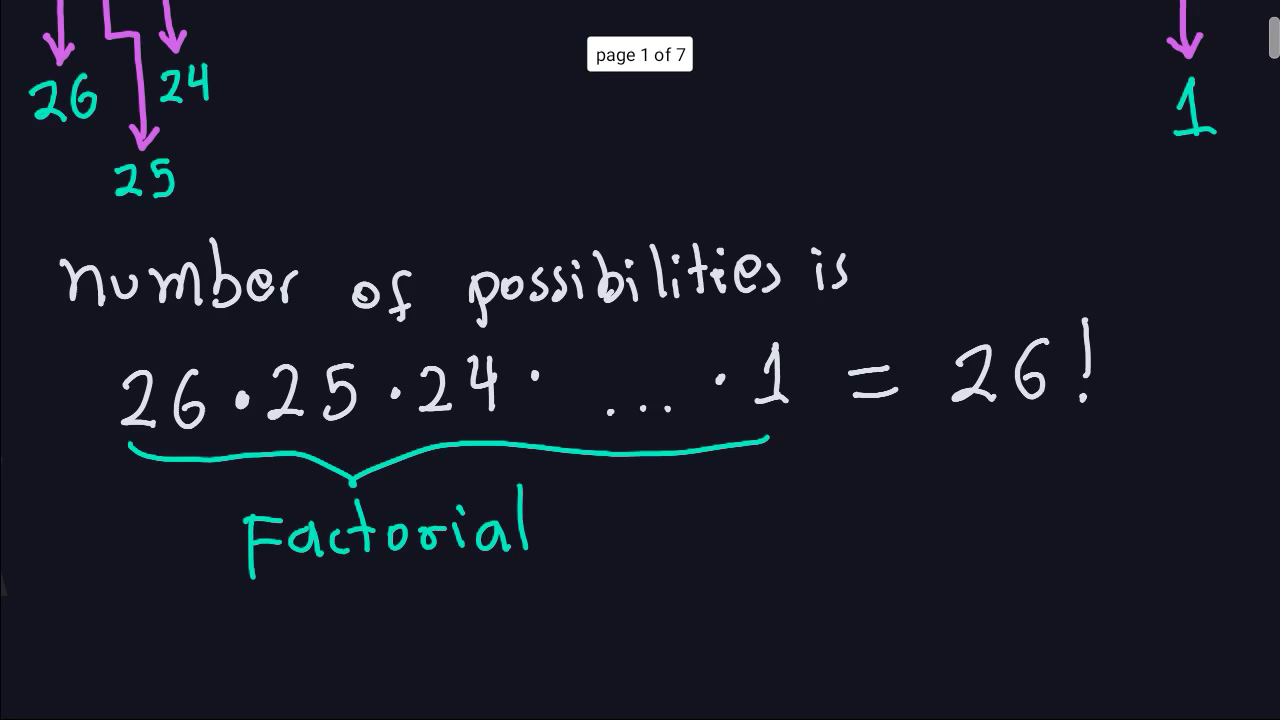 page 1 of 7
26 24 1
25
number of possibilities is
26 · 25 · 24 · ... · 1 = 26!
Factorial